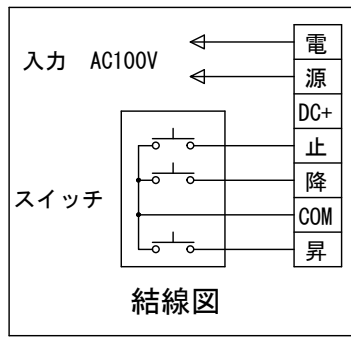 入力 AC100V
スイッチ
電
源
DC+
止
降
COM
昇
結線図